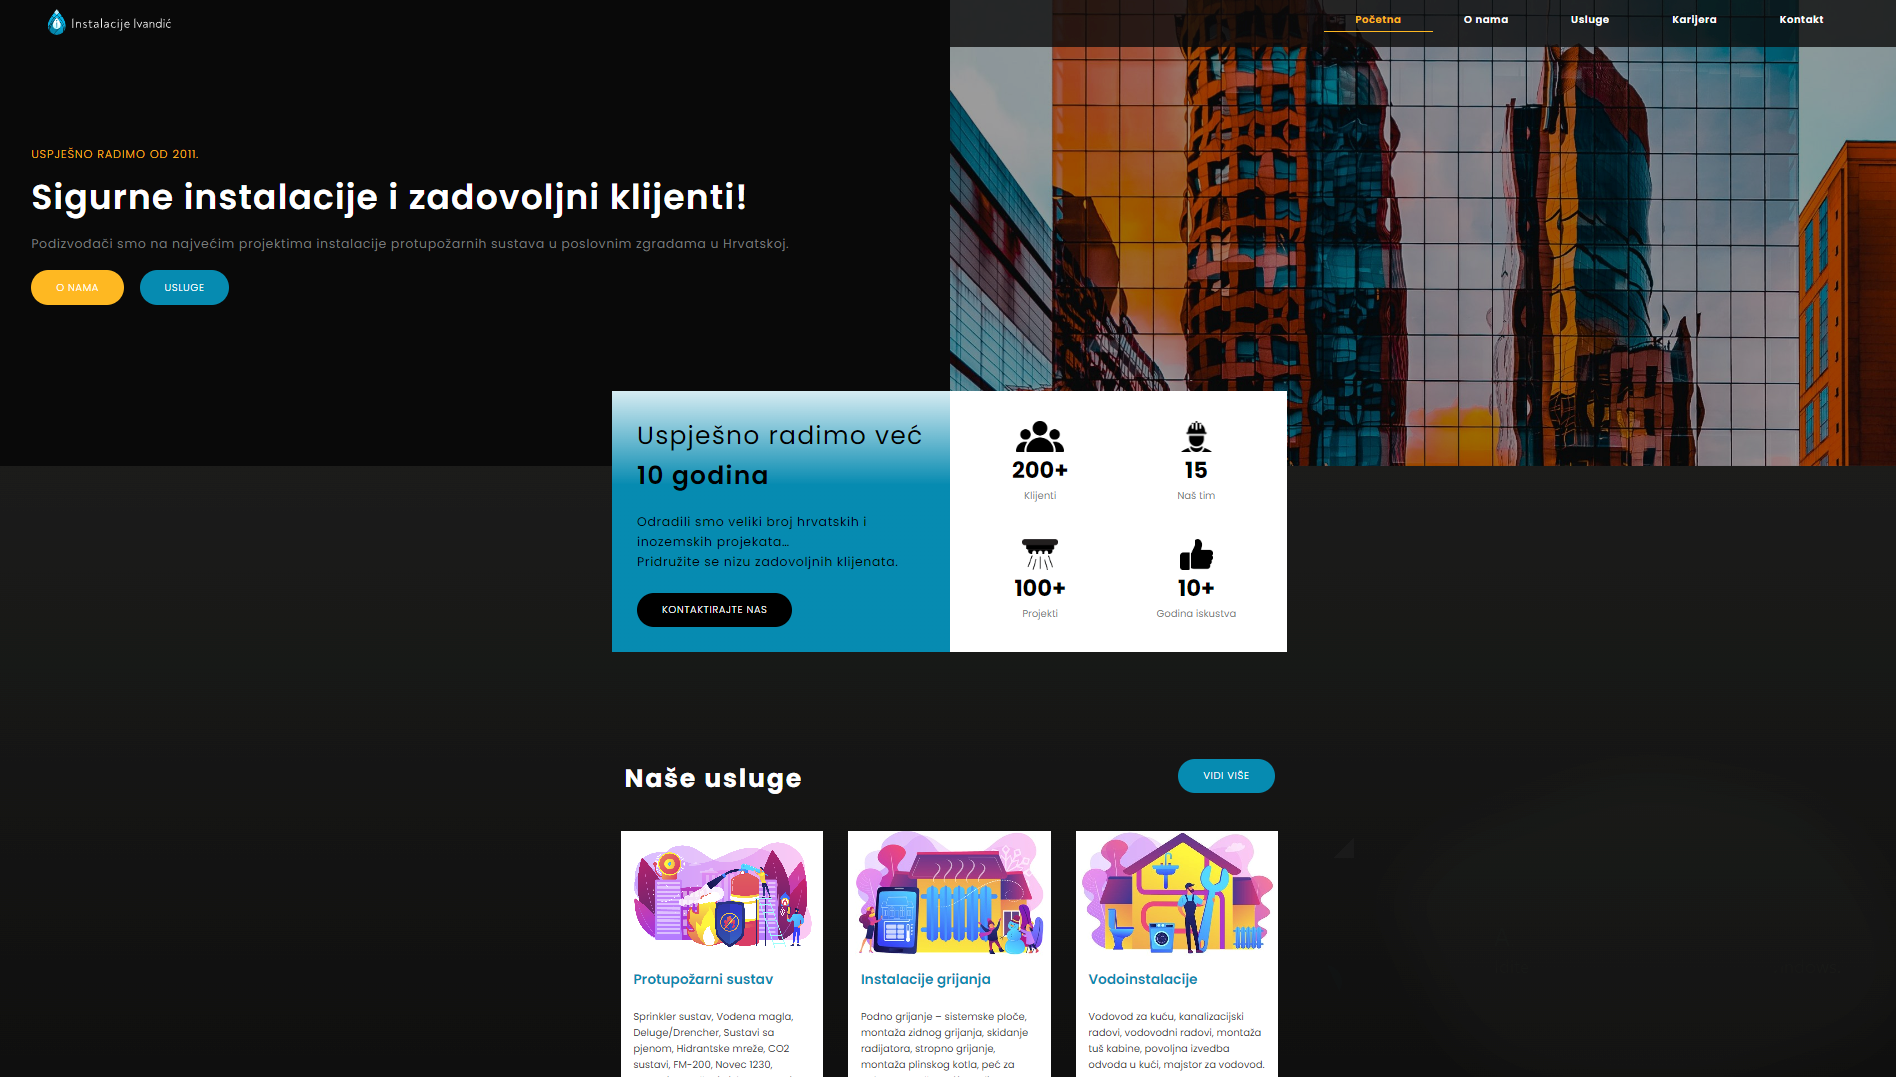 Instalacije Ivandić
Početna
O nama
Usluge
Karijera
Kontakt
USPJEŠNO RADIMO OD 2011.
Sigurne instalacije i zadovoljni klijenti!
Podizvođači smo na najvećim projektima instalacije protupožarnih sustava u poslovnim zgradama u Hrvatskoj.
O NAMA
USLUGE
Uspješno radimo već
10 godina
Odradili smo veliki broj hrvatskih i
inozemskih projekata...
Pridružite se nizu zadovoljnih klijenata.
KONTAKTIRAJTE NAS
200+
Klijenti
15
Naš tim
100+
Projekti
10+
Godina iskustva
Naše usluge
VIDI VIŠE
Protupožarni sustav
Sprinkler sustav, Vodena magla,
Deluge/Drencher, Sustavi sa
pjenom, Hidrantske mreže, CO2
sustavi, FM-200, Novec 1230,
Instalacije grijanja
Podno grijanje – sistemske ploče,
montaža zidnog grijanja, skidanje
radijatora, stropno grijanje,
montaža plinskog kotla, peč za
Vodoinstalacije
Vodovod za kuću, kanalizacijski
radovi, vodovodni radovi, montaža
tuš kabine, povoljna izvedba
odvoda u kući, majstor za vodovod.